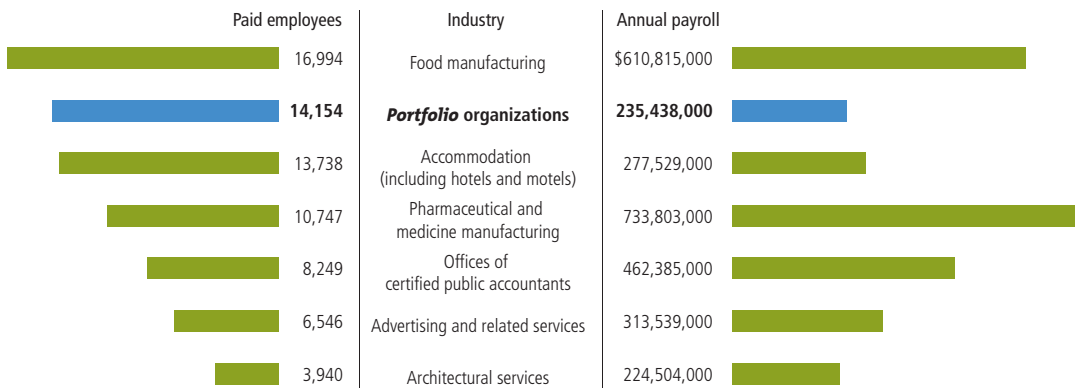 Paid employees Industry Annual payroll
16,994 Food manufacturing $610,815,000
14,154 Portfolio organizations 235,438,000
13,738 Accommodation (including hotels and motels) 277,529,000
10,747 Pharmaceutical and medicine manufacturing 733,803,000
8,249 Offices of certified public accountants 462,385,000
6,546 Advertising and related services 313,539,000
3,940 Architectural services 224,504,000